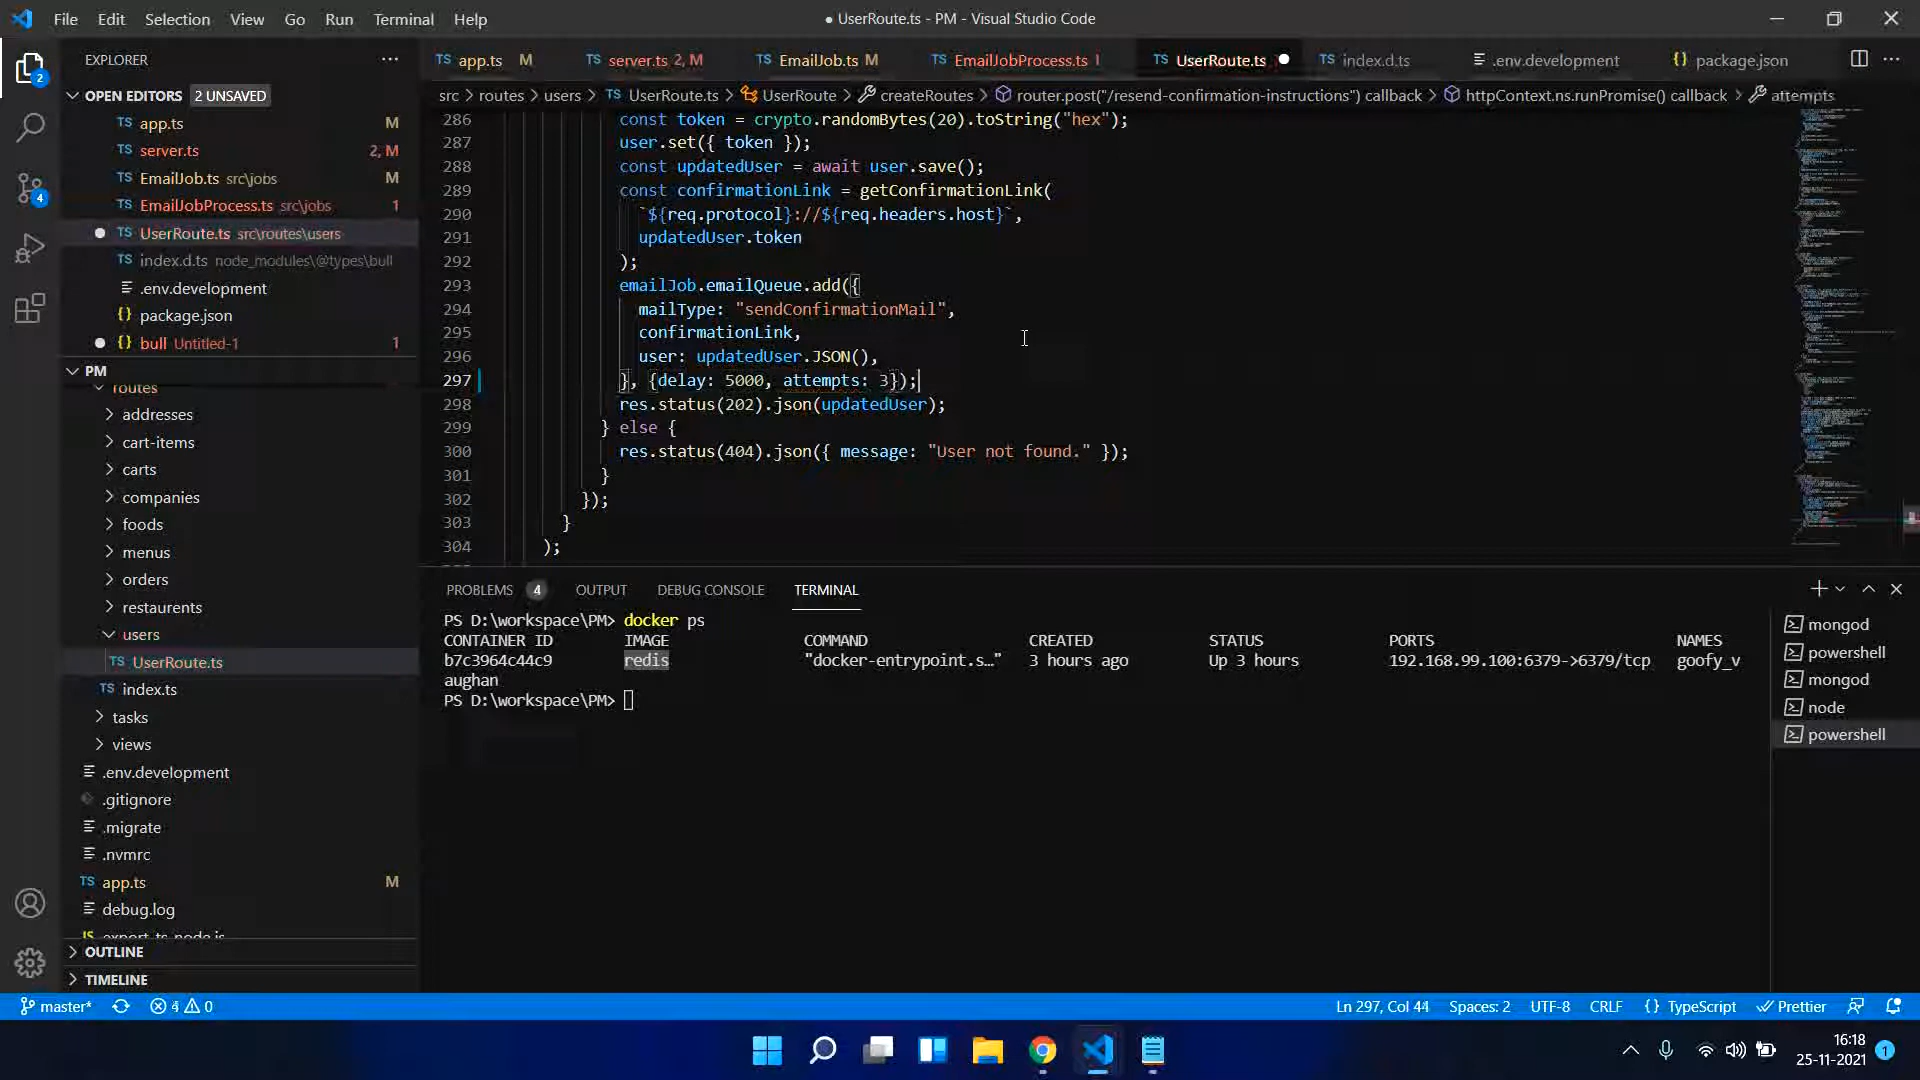 File Edit Selection View Go Run Terminal Help
● UserRoute.ts - PM - Visual Studio Code
EXPLORER
TS app.ts M
TS server.ts 2, M
TS EmailJob.ts M
TS EmailJobProcess.ts 1
TS UserRoute.ts ●
TS index.d.ts
.env.development
{} package.json
src > routes > users > TS UserRoute.ts > UserRoute > createRoutes > router.post("/resend-confirmation-instructions") callback > httpContext.ns.runPromise() callback > attempts
OPEN EDITORS 2 UNSAVED
TS app.ts M
TS server.ts 2, M
TS EmailJob.ts src\jobs M
TS EmailJobProcess.ts src\jobs 1
● TS UserRoute.ts src\routes\users
TS index.d.ts node_modules\@types\bull
.env.development
{} package.json
● {} bull Untitled-1 1
PM
routes
addresses
cart-items
carts
companies
foods
menus
orders
restaurents
users
TS UserRoute.ts
TS index.ts
tasks
views
.env.development
.gitignore
.migrate
.nvmrc
TS app.ts M
debug.log
JS export-ts-node.js
OUTLINE
TIMELINE
286 const token = crypto.randomBytes(20).toString("hex");
287 user.set({ token });
288 const updatedUser = await user.save();
289 const confirmationLink = getConfirmationLink(
290 `${req.protocol}://${req.headers.host}`,
291 updatedUser.token
292 );
293 emailJob.emailQueue.add({
294 mailType: "sendConfirmationMail",
295 confirmationLink,
296 user: updatedUser.JSON(),
297 }, {delay: 5000, attempts: 3});
298 res.status(202).json(updatedUser);
299 } else {
300 res.status(404).json({ message: "User not found." });
301 }
302 });
303 }
304 );
PROBLEMS 4 OUTPUT DEBUG CONSOLE TERMINAL
PS D:\workspace\PM> docker ps
CONTAINER ID IMAGE COMMAND CREATED STATUS PORTS NAMES
b7c3964c44c9 redis "docker-entrypoint.s…" 3 hours ago Up 3 hours 192.168.99.100:6379->6379/tcp goofy_v
aughan
PS D:\workspace\PM>
mongod
powershell
mongod
node
powershell
2
4
master* 4 0
Ln 297, Col 44 Spaces: 2 UTF-8 CRLF {} TypeScript Prettier
16:18
25-11-2021
1